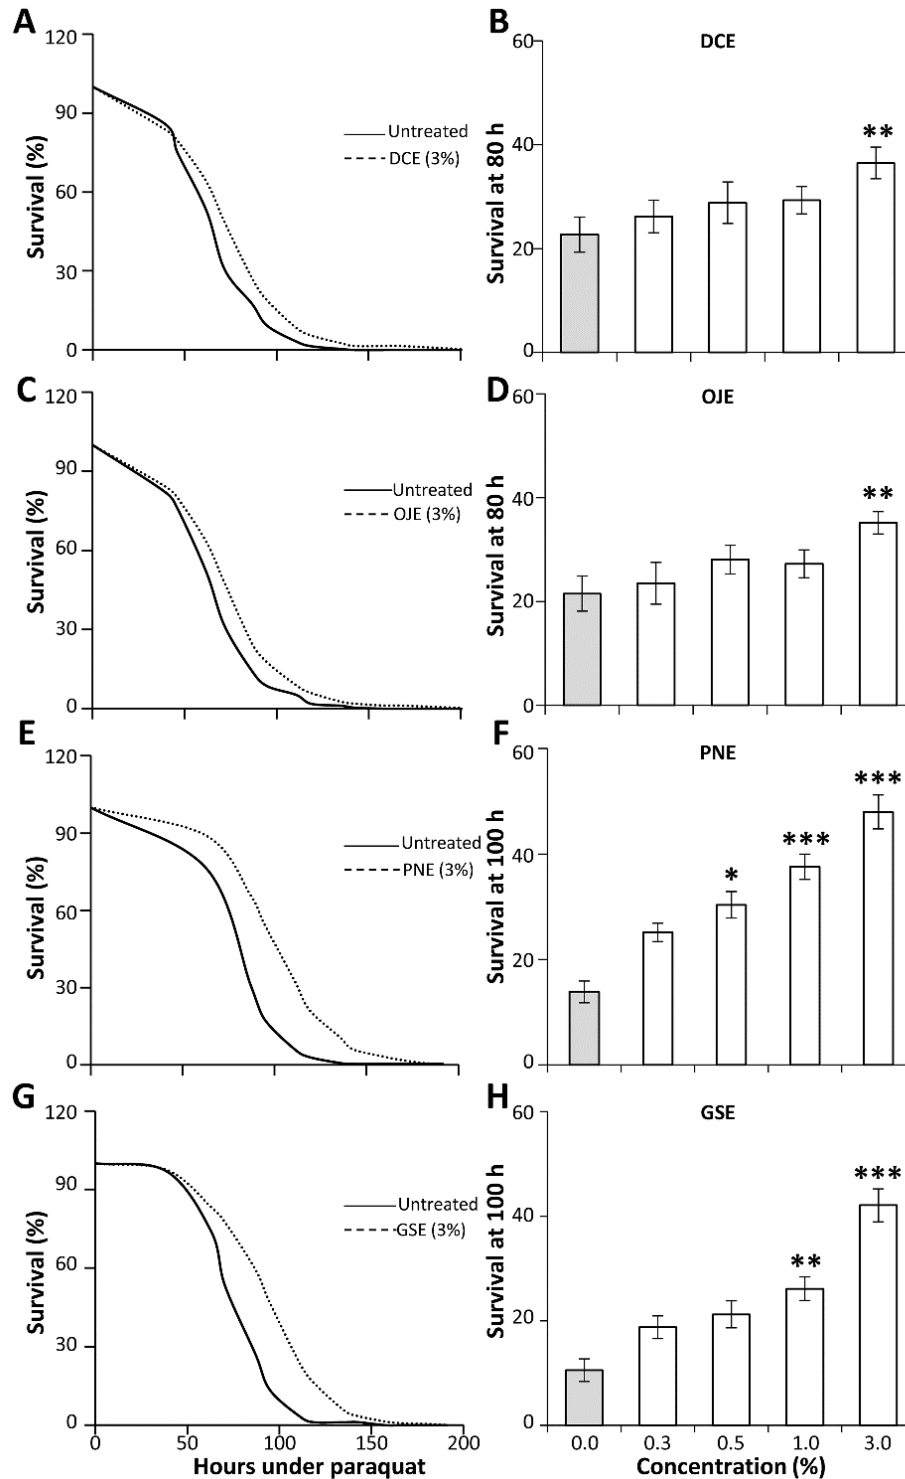 A
120
90
60
30
0
Survival (%)
Untreated
DCE (3%)
B
DCE
60
40
20
0
Survival at 80 h
**
C
120
90
60
30
0
Survival (%)
Untreated
OJE (3%)
D
OJE
60
40
20
0
Survival at 80 h
**
E
120
90
60
30
0
Survival (%)
Untreated
PNE (3%)
F
PNE
60
40
20
0
Survival at 100 h
*
***
***
G
120
90
60
30
0
Survival (%)
Untreated
GSE (3%)
0 50 100 150 200
Hours under paraquat
H
GSE
60
40
20
0
Survival at 100 h
**
***
0.0 0.3 0.5 1.0 3.0
Concentration (%)